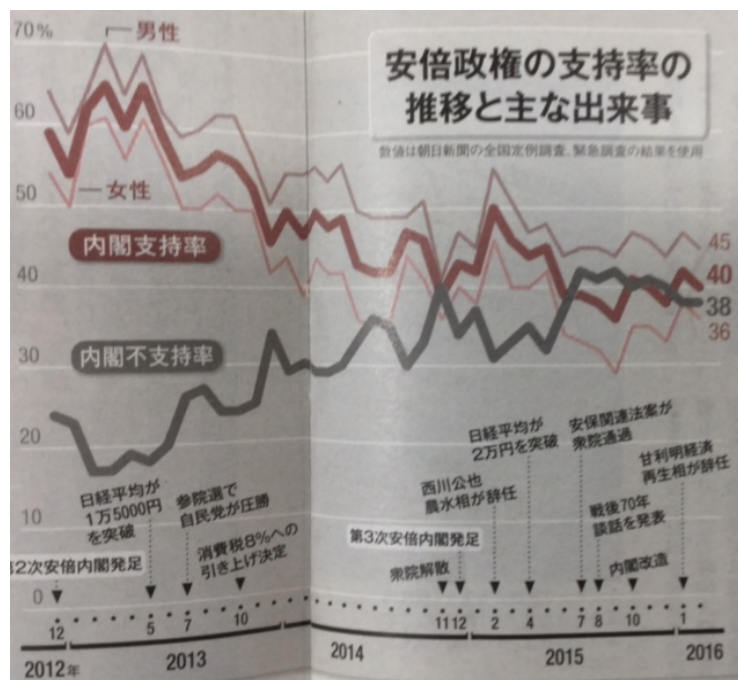 70%
男性
安倍政権の支持率の
推移と主な出来事
数値は朝日新聞の全国定例調査、緊急調査の結果を使用
60
50
女性
内閣支持率
45
40
40
38
36
内閣不支持率
30
20
日経平均が
1万5000円
を突破
参院選で
自民党が圧勝
消費税8%への
引き上げ決定
日経平均が
2万円を突破
安保関連法案が
衆院通過
甘利明経済
再生相が辞任
西川公也
農水相が辞任
戦後70年
談話を発表
10
第3次安倍内閣発足
第2次安倍内閣発足
衆院解散
内閣改造
0
12 5 7 10 11 12 2 4 7 8 10 1
2012年 2013 2014 2015 2016